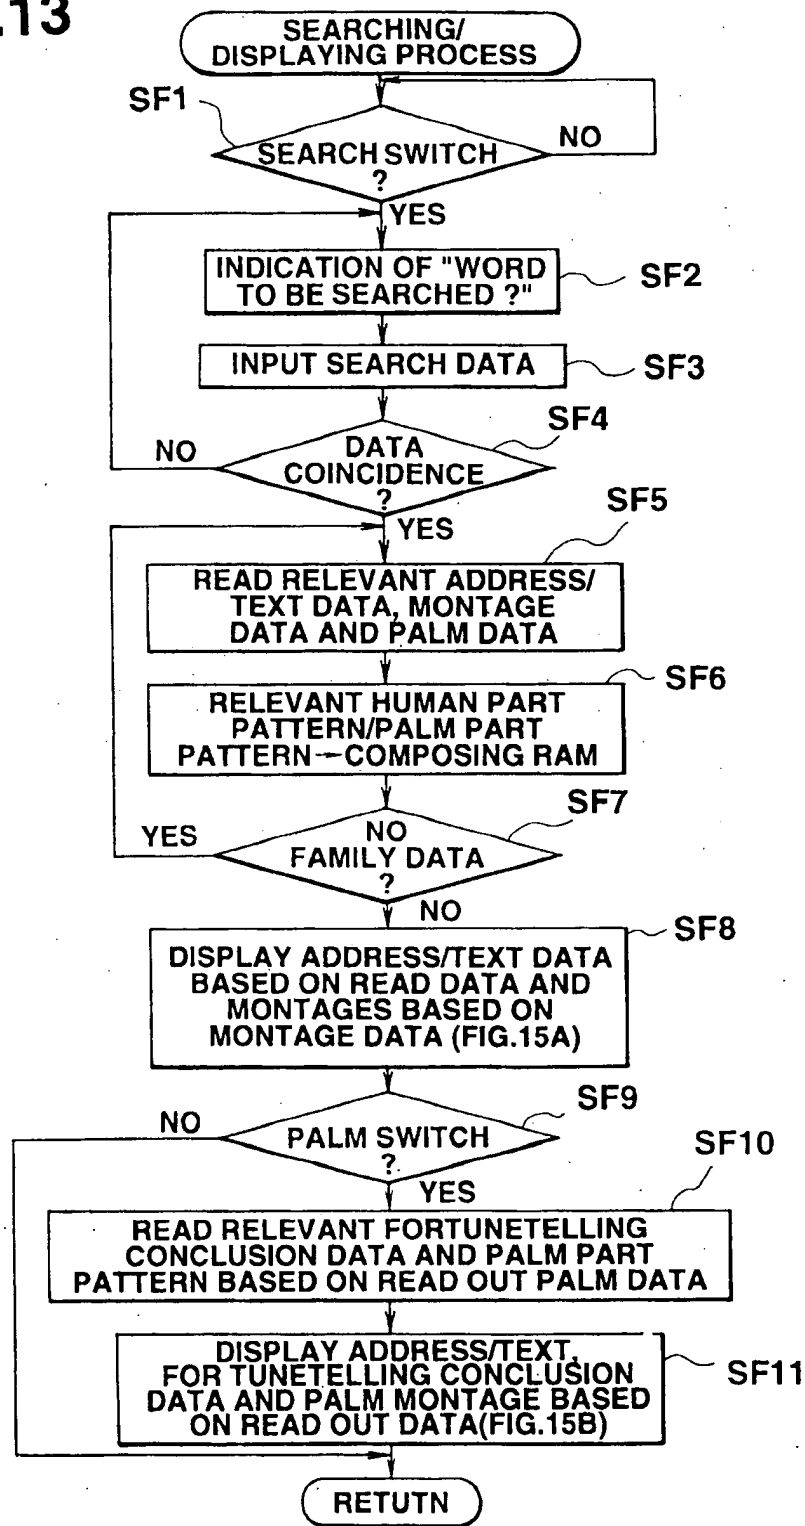 .13
SEARCHING/
DISPLAYING PROCESS
SF1
SEARCH SWITCH
?
NO
YES
INDICATION OF "WORD
TO BE SEARCHED ?"
SF2
INPUT SEARCH DATA
SF3
SF4
NO
DATA
COINCIDENCE
?
YES
SF5
READ RELEVANT ADDRESS/
TEXT DATA, MONTAGE
DATA AND PALM DATA
SF6
RELEVANT HUMAN PART
PATTERN/PALM PART
PATTERN→COMPOSING RAM
SF7
YES
NO
FAMILY DATA
?
NO
SF8
DISPLAY ADDRESS/TEXT DATA
BASED ON READ DATA AND
MONTAGES BASED ON
MONTAGE DATA (FIG.15A)
SF9
NO
PALM SWITCH
?
YES
SF10
READ RELEVANT FORTUNETELLING
CONCLUSION DATA AND PALM PART
PATTERN BASED ON READ OUT PALM DATA
DISPLAY ADDRESS/TEXT,
FOR TUNETELLING CONCLUSION
DATA AND PALM MONTAGE BASED
ON READ OUT DATA(FIG.15B)
SF11
RETUTN